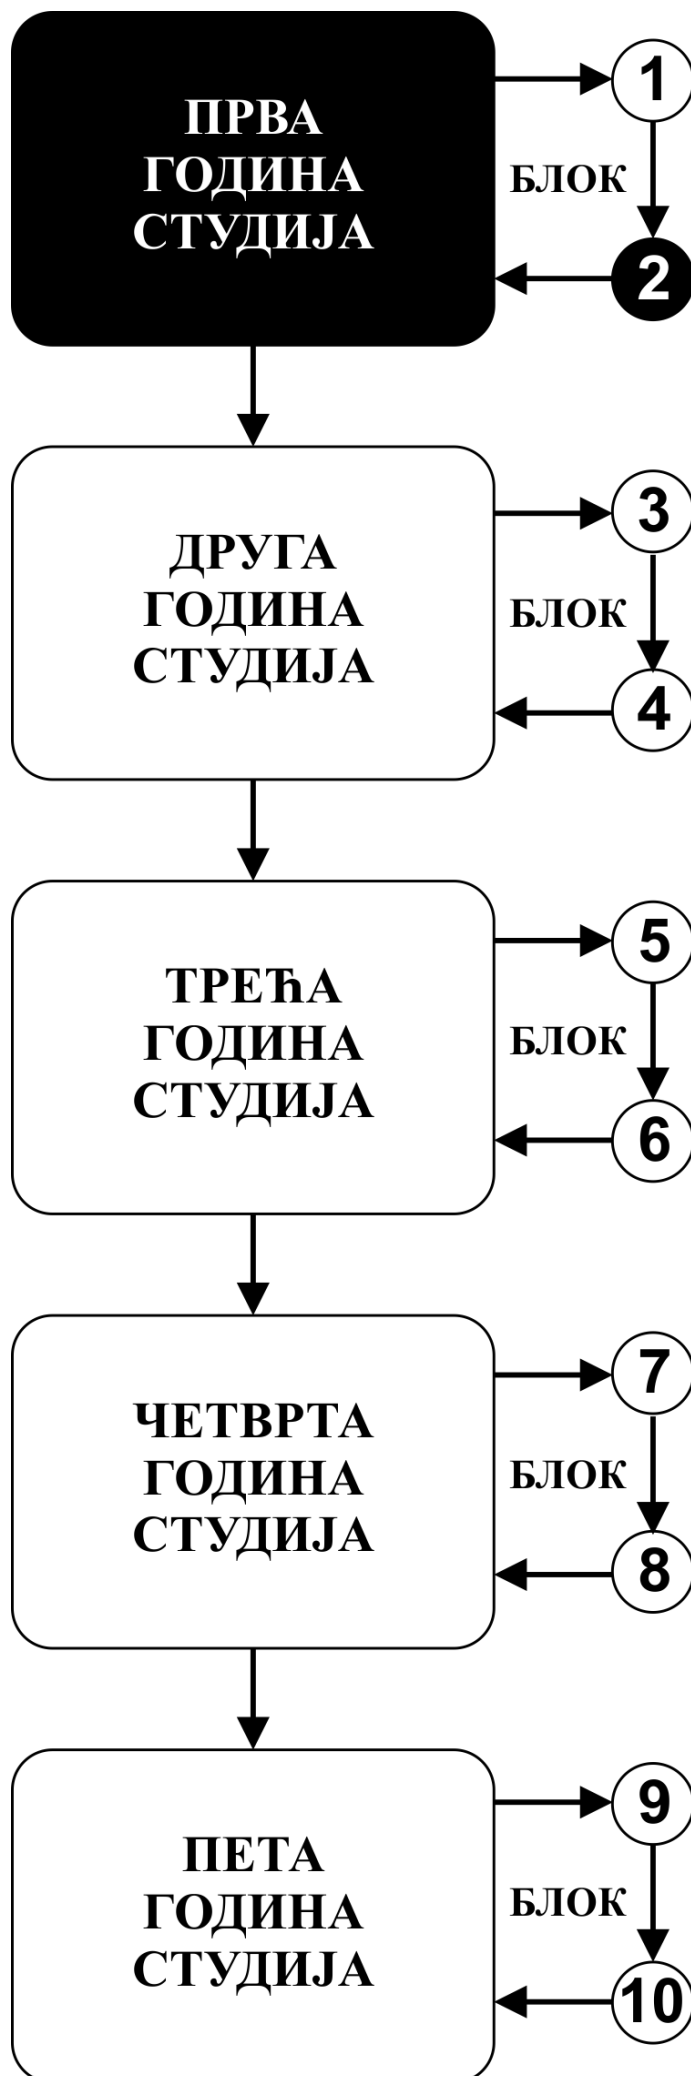 ПРВА
ГОДИНА
СТУДИЈА
1
БЛОК
2
ДРУГА
ГОДИНА
СТУДИЈА
3
БЛОК
4
ТРЕЋА
ГОДИНА
СТУДИЈА
5
БЛОК
6
ЧЕТВРТА
ГОДИНА
СТУДИЈА
7
БЛОК
8
ПЕТА
ГОДИНА
СТУДИЈА
9
БЛОК
10